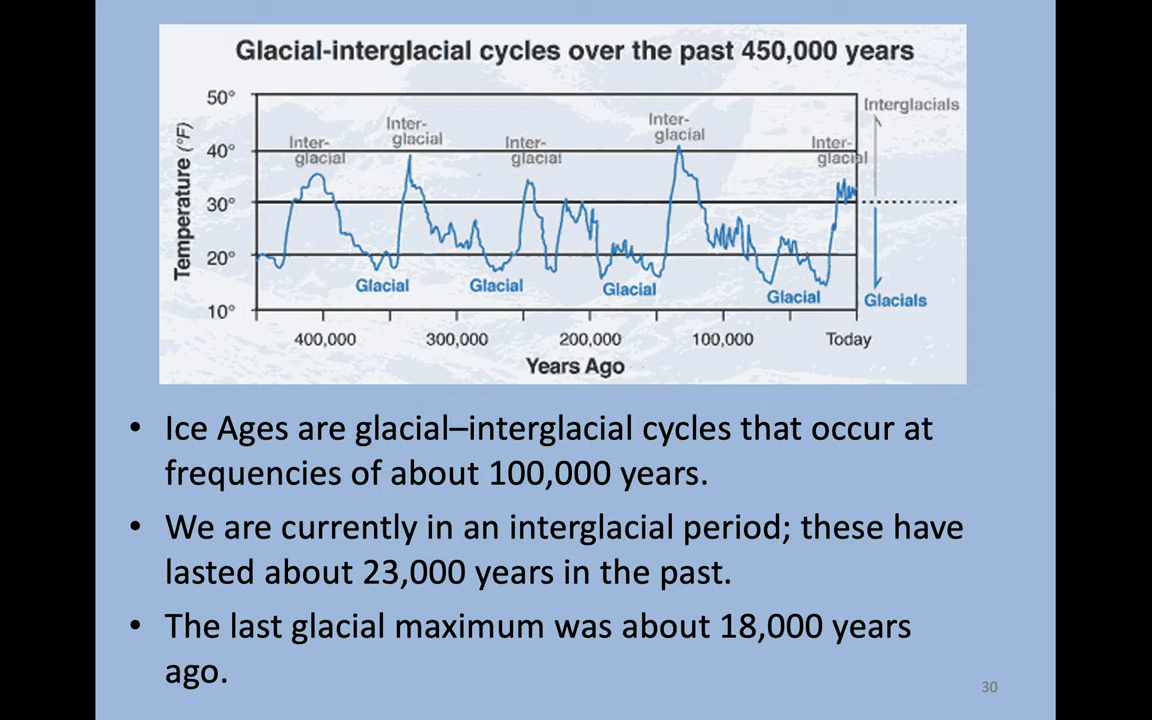 Glacial-interglacial cycles over the past 450,000 years
50°
40°
30°
20°
10°
Temperature (°F)
Inter-
glacial
Inter-
glacial
Inter-
glacial
Inter-
glacial
Inter-
glacial
Interglacials
Glacial
Glacial
Glacial
Glacial
Glacials
400,000 300,000 200,000 100,000 Today
Years Ago
• Ice Ages are glacial–interglacial cycles that occur at
frequencies of about 100,000 years.
• We are currently in an interglacial period; these have
lasted about 23,000 years in the past.
• The last glacial maximum was about 18,000 years
ago.
30